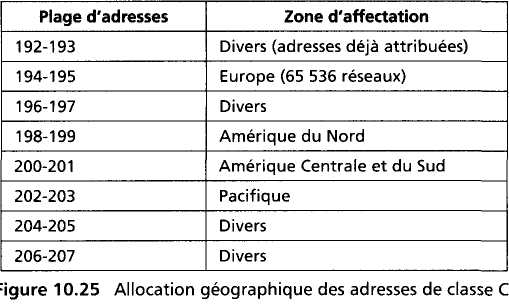 Plage d'adresses Zone d'affectation
192-193 Divers (adresses déjà attribuées)
194-195 Europe (65 536 réseaux)
196-197 Divers
198-199 Amérique du Nord
200-201 Amérique Centrale et du Sud
202-203 Pacifique
204-205 Divers
206-207 Divers
Figure 10.25 Allocation géographique des adresses de classe C